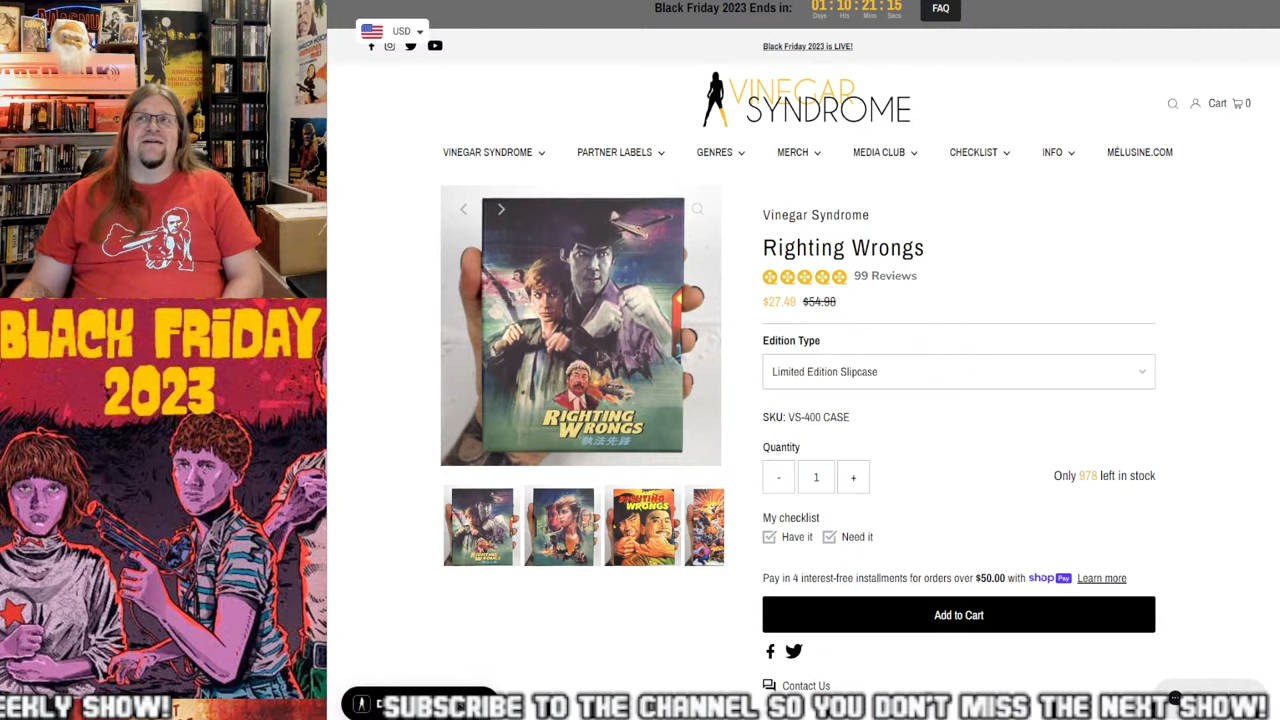 Black Friday 2023 Ends in:
01:10:21:15
Days Hrs Mins Secs
FAQ
USD
Black Friday 2023 is LIVE!
VINEGAR
SYNDROME
Cart 0
VINEGAR SYNDROME
PARTNER LABELS
GENRES
MERCH
MEDIA CLUB
CHECKLIST
INFO
MÉLUSINE.COM
RIGHTING
WRONGS
執法先鋒
Vinegar Syndrome
Righting Wrongs
99 Reviews
$27.49 $54.98
Edition Type
Limited Edition Slipcase
SKU: VS-400 CASE
Quantity
- 1 +
Only 978 left in stock
My checklist
Have it Need it
Pay in 4 interest-free installments for orders over $50.00 with shop Pay Learn more
Add to Cart
Contact Us
BLACK FRiDAY
2023
EEKLY SHOW!
SUBSCRIBE TO THE CHANNEL SO YOU DON'T MISS THE NEXT SHOW!